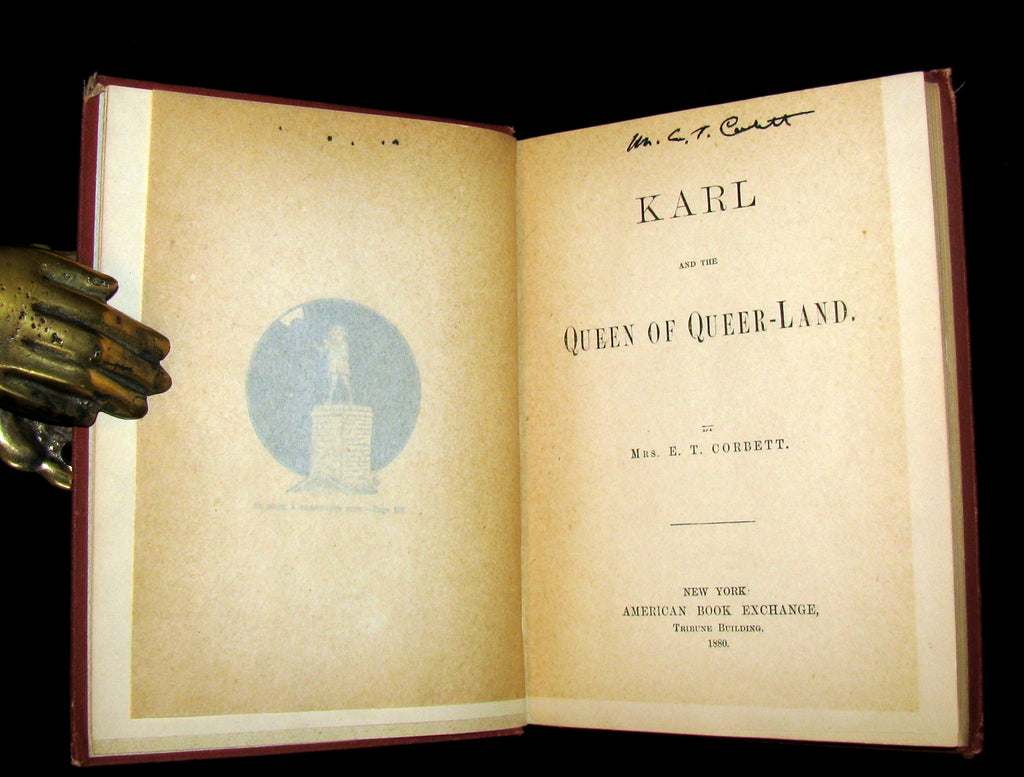 Mrs. E. T. Corbett
KARL
AND THE
QUEEN OF QUEER-LAND.
BY
MRS. E. T. CORBETT.
NEW YORK:
AMERICAN BOOK EXCHANGE,
TRIBUNE BUILDING.
1880.